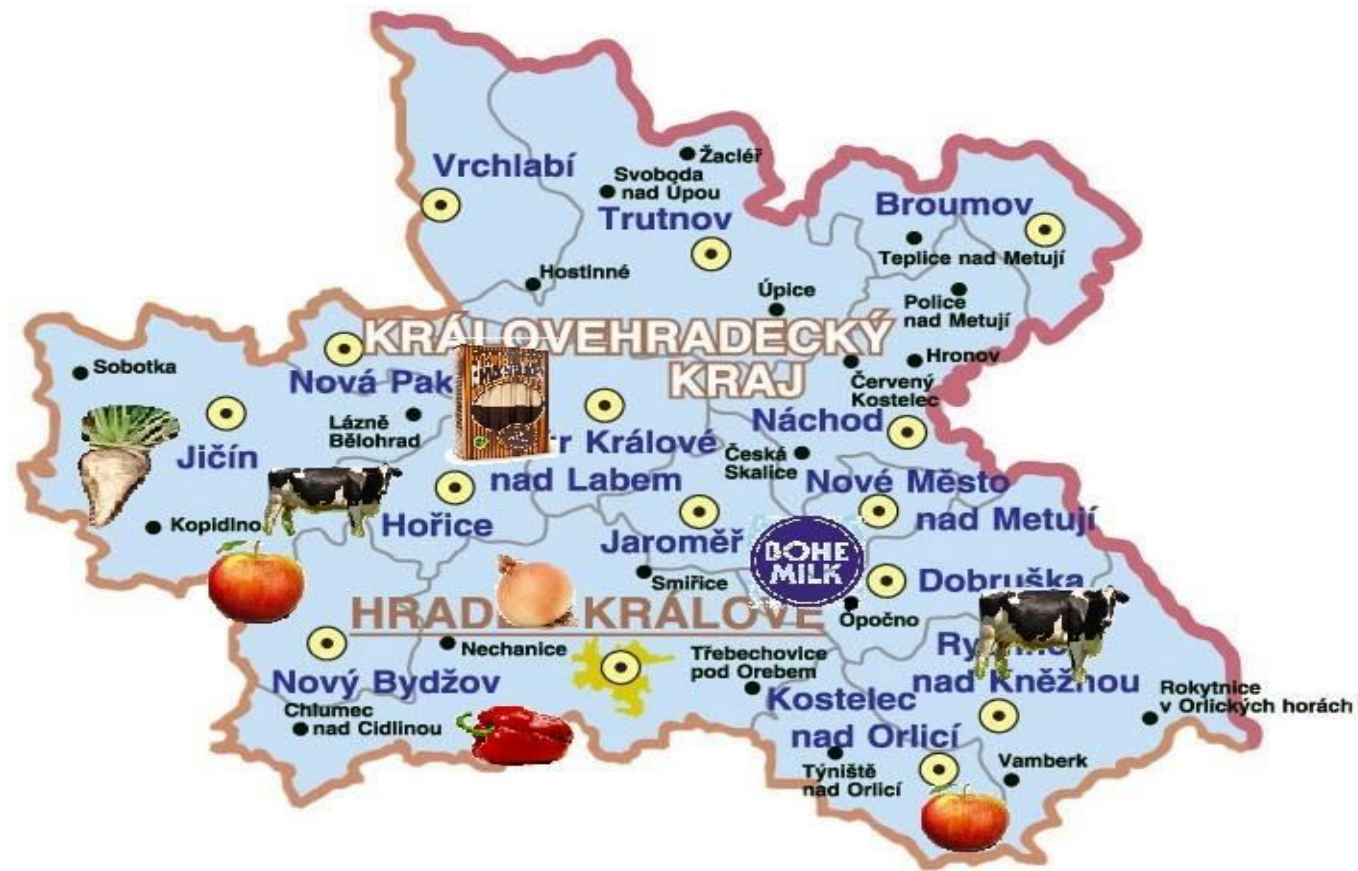 Žacléř
Vrchlabí
Svoboda
nad Úpou
Trutnov
Broumov
Teplice nad Metují
Hostinné
Úpice
Police
nad Metují
KRÁLOVEHRADECKÝ
KRAJ
Hronov
Sobotka
Nová Pak
Červený
Kostelec
Lázně
Bělohrad
Náchod
Jičín
Králové
nad Labem
Česká
Skalice
Nové Město
nad Metují
Kopidlno
Hořice
Jaroměř
BOHE
MILK
Smiřice
Dobruška
HRADE KRÁLOVÉ
Opočno
Nechanice
Třebechovice
pod Orebem
Ry
nad Kněžnou
Nový Bydžov
Kostelec
nad Orlicí
Rokytnice
v Orlických horách
Chlumec
nad Cidlinou
Týniště
nad Orlicí
Vamberk